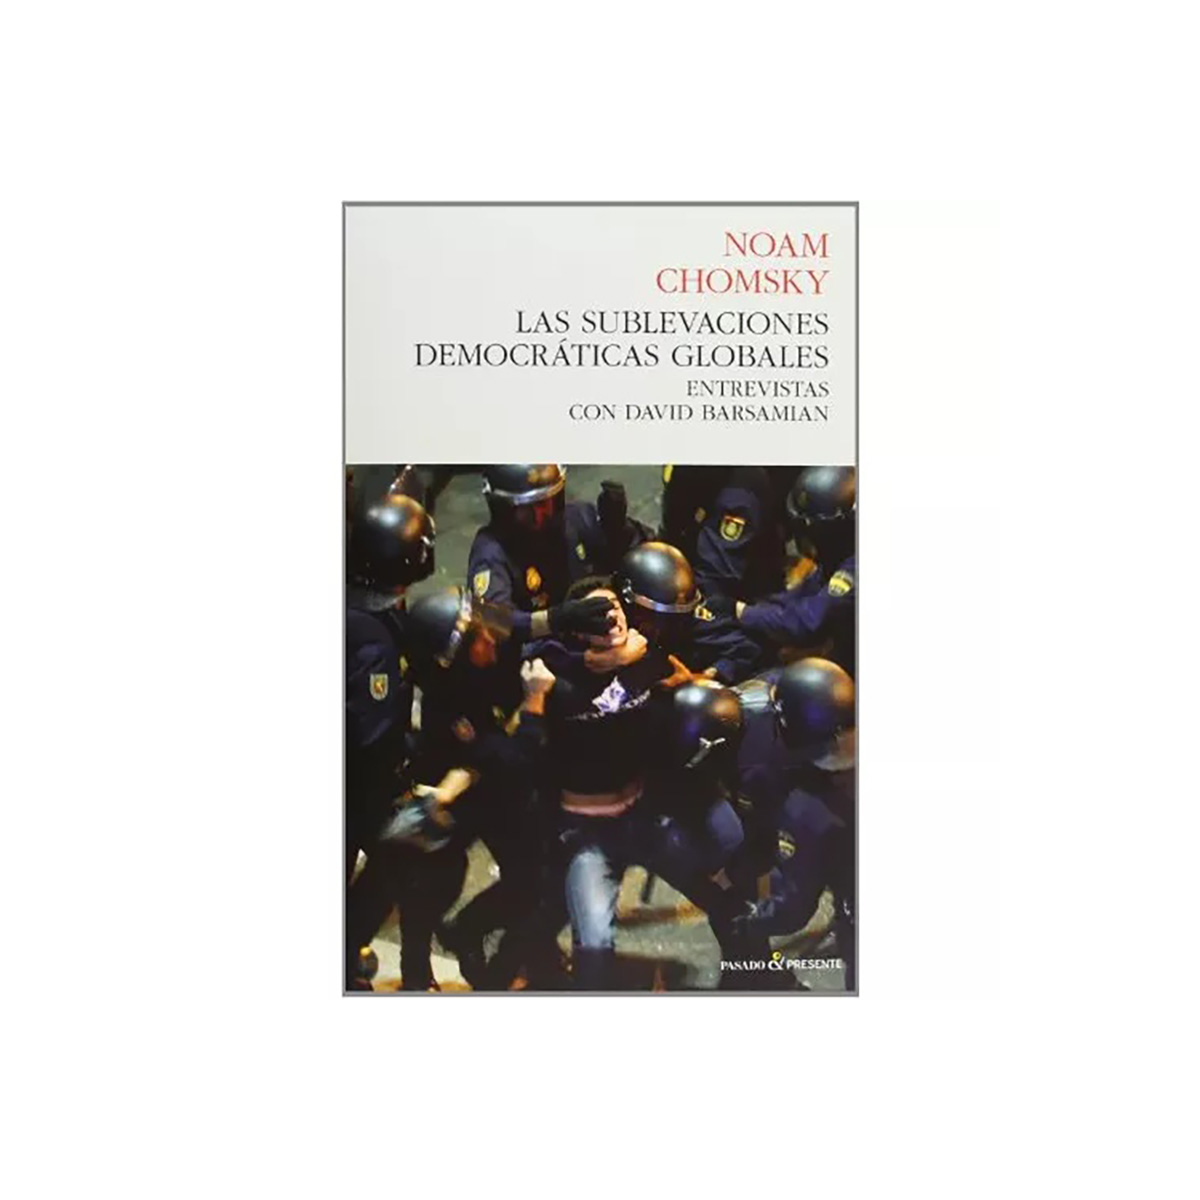 NOAM
CHOMSKY
LAS SUBLEVACIONES
DEMOCRÁTICAS GLOBALES
ENTREVISTAS
CON DAVID BARSAMIAN
PASADO & PRESENTE